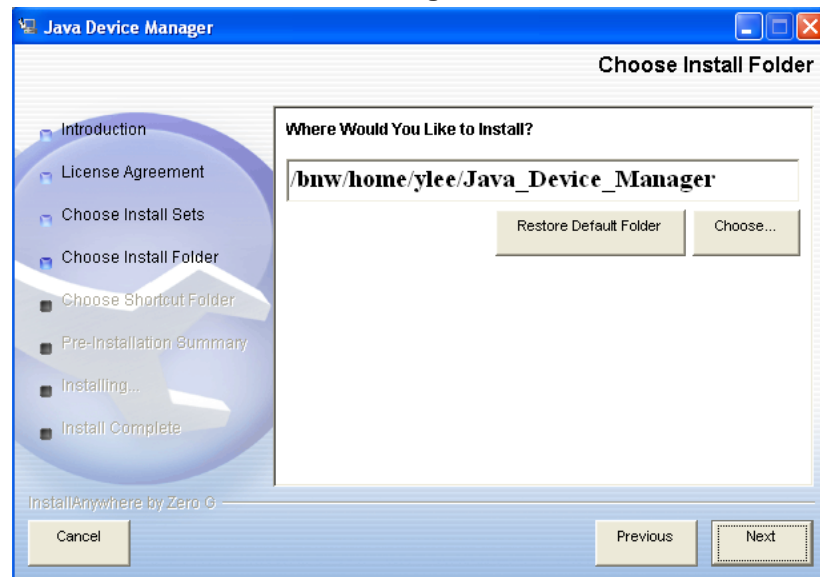 Java Device Manager
Choose Install Folder
Introduction
License Agreement
Choose Install Sets
Choose Install Folder
Choose Shortcut Folder
Pre-Installation Summary
Installing...
Install Complete
Where Would You Like to Install?
/bnw/home/ylee/Java_Device_Manager
Restore Default Folder
Choose...
InstallAnywhere by Zero G
Cancel
Previous
Next